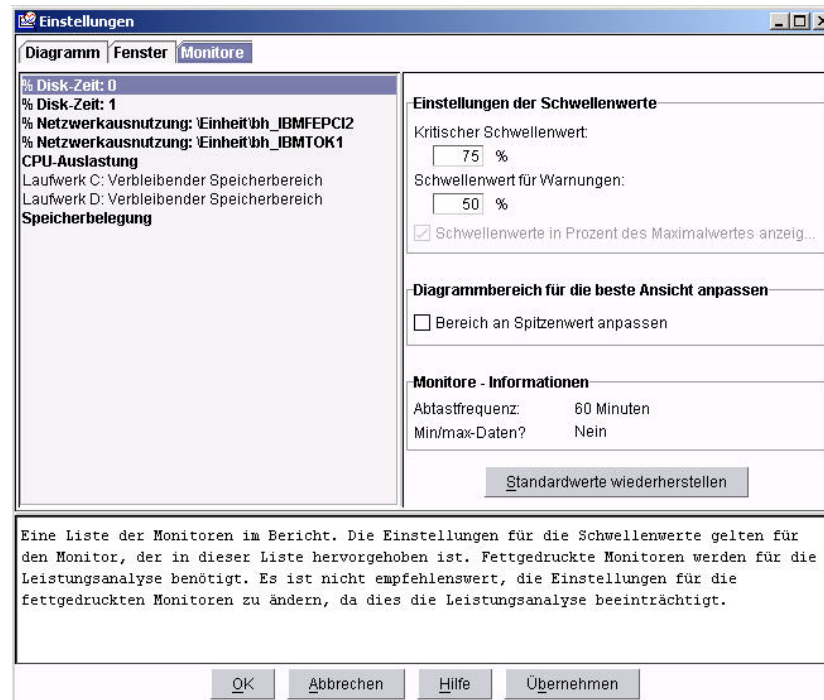 Einstellungen
Diagramm Fenster Monitore
% Disk-Zeit: 0
% Disk-Zeit: 1
% Netzwerkausnutzung: \Einheit\bh_IBMFEPCI2
% Netzwerkausnutzung: \Einheit\bh_IBMTOK1
CPU-Auslastung
Laufwerk C: Verbleibender Speicherbereich
Laufwerk D: Verbleibender Speicherbereich
Speicherbelegung
Einstellungen der Schwellenwerte
Kritischer Schwellenwert:
75 %
Schwellenwert für Warnungen:
50 %
Schwellenwerte in Prozent des Maximalwertes anzeig...
Diagrammbereich für die beste Ansicht anpassen
Bereich an Spitzenwert anpassen
Monitore - Informationen
Abtastfrequenz: 60 Minuten
Min/max-Daten? Nein
Standardwerte wiederherstellen
Eine Liste der Monitoren im Bericht. Die Einstellungen für die Schwellenwerte gelten für
den Monitor, der in dieser Liste hervorgehoben ist. Fettgedruckte Monitoren werden für die
Leistungsanalyse benötigt. Es ist nicht empfehlenswert, die Einstellungen für die
fettgedruckten Monitoren zu ändern, da dies die Leistungsanalyse beeinträchtigt.
OK Abbrechen Hilfe Übernehmen